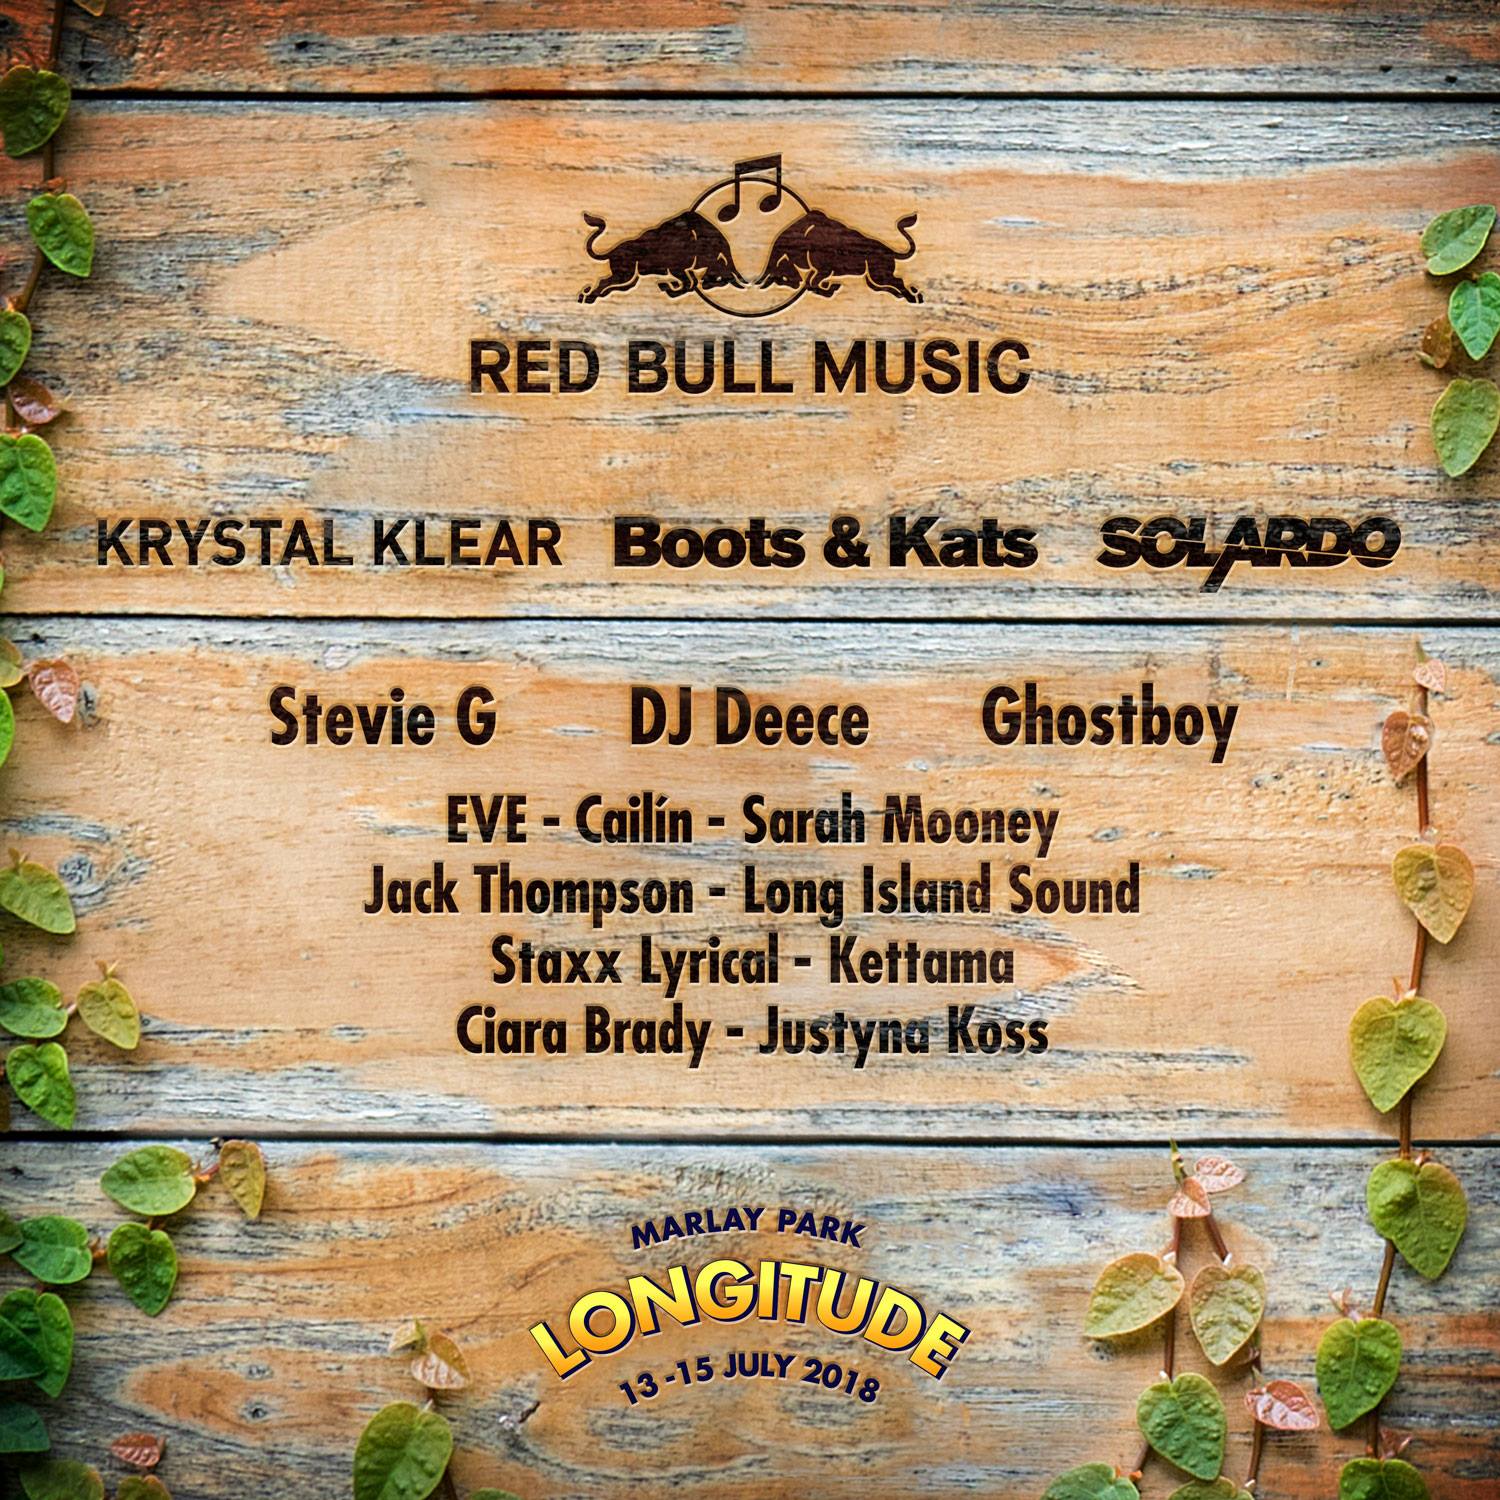 RED BULL MUSIC
KRYSTAL KLEAR Boots & Kats SOLARDO
Stevie G DJ Deece Ghostboy
EVE - Cailín - Sarah Mooney
Jack Thompson - Long Island Sound
Staxx Lyrical - Kettama
Ciara Brady - Justyna Koss
MARLAY PARK
LONGITUDE
13-15 JULY 2018